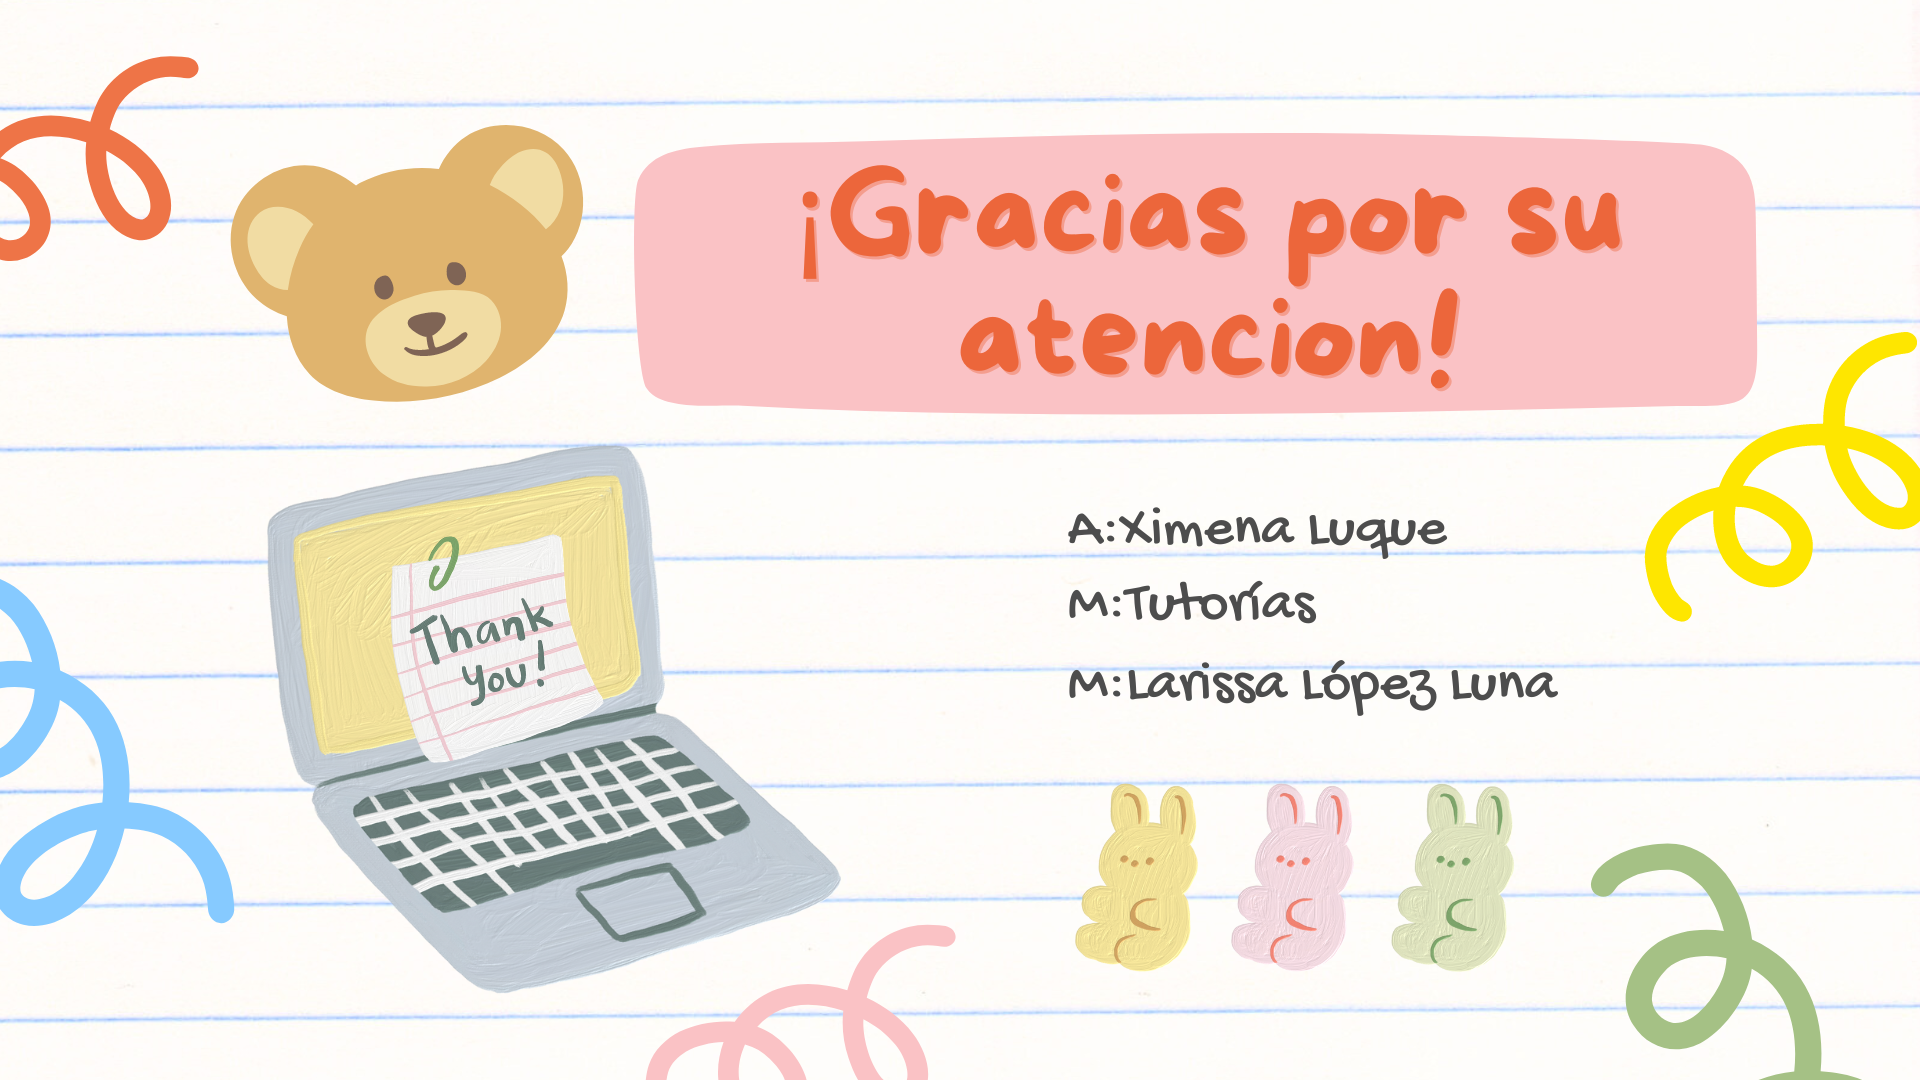 ¡Gracias por su
atencion!
Thank
you!
A:Ximena Luque
M:Tutorías
M:Larissa López Luna